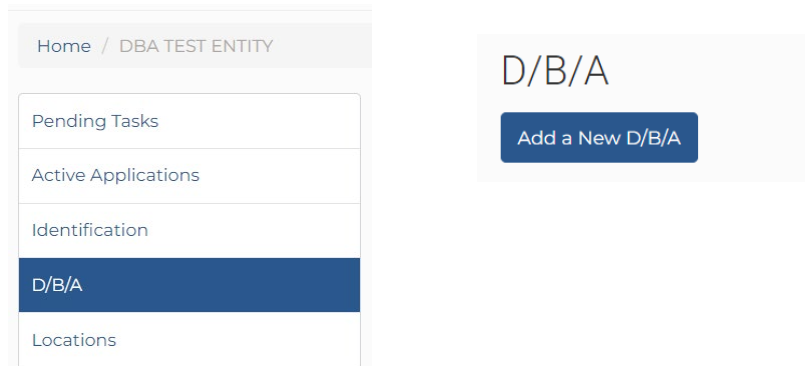 Home / DBA TEST ENTITY
Pending Tasks
Active Applications
Identification
D/B/A
Locations
D/B/A
Add a New D/B/A